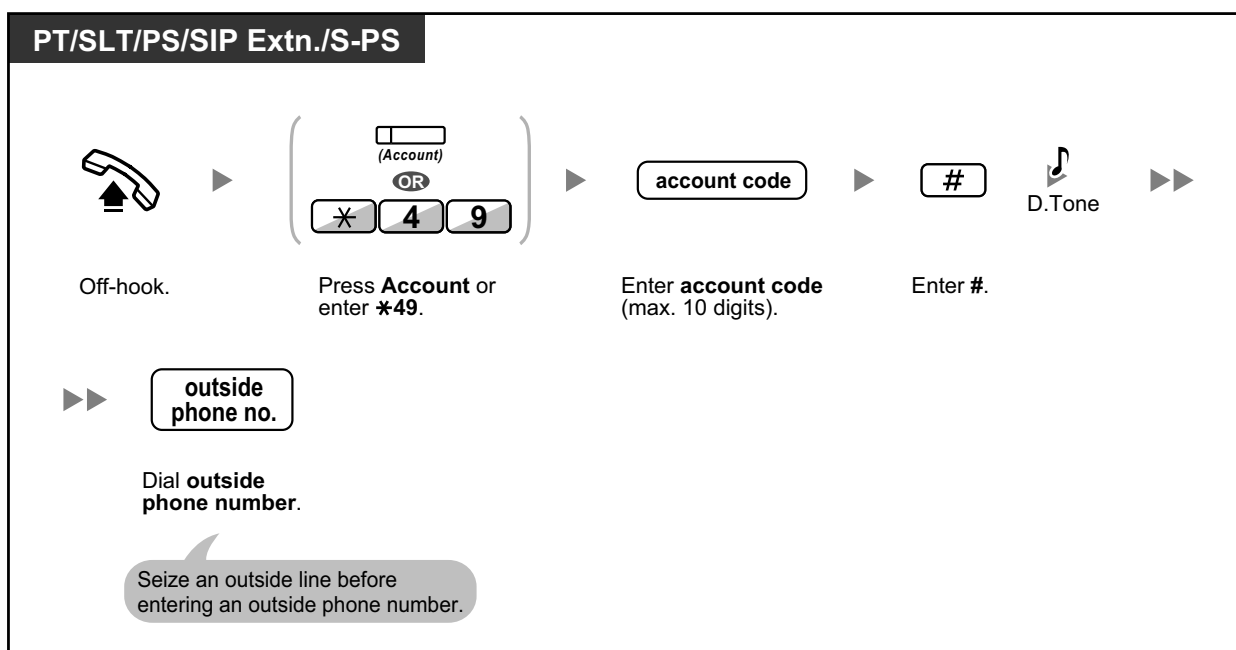 PT/SLT/PS/SIP Extn./S-PS
(Account)
OR
* 4 9
account code
#
D.Tone
Off-hook.
Press Account or
enter *49.
Enter account code
(max. 10 digits).
Enter #.
outside
phone no.
Dial outside
phone number.
Seize an outside line before
entering an outside phone number.